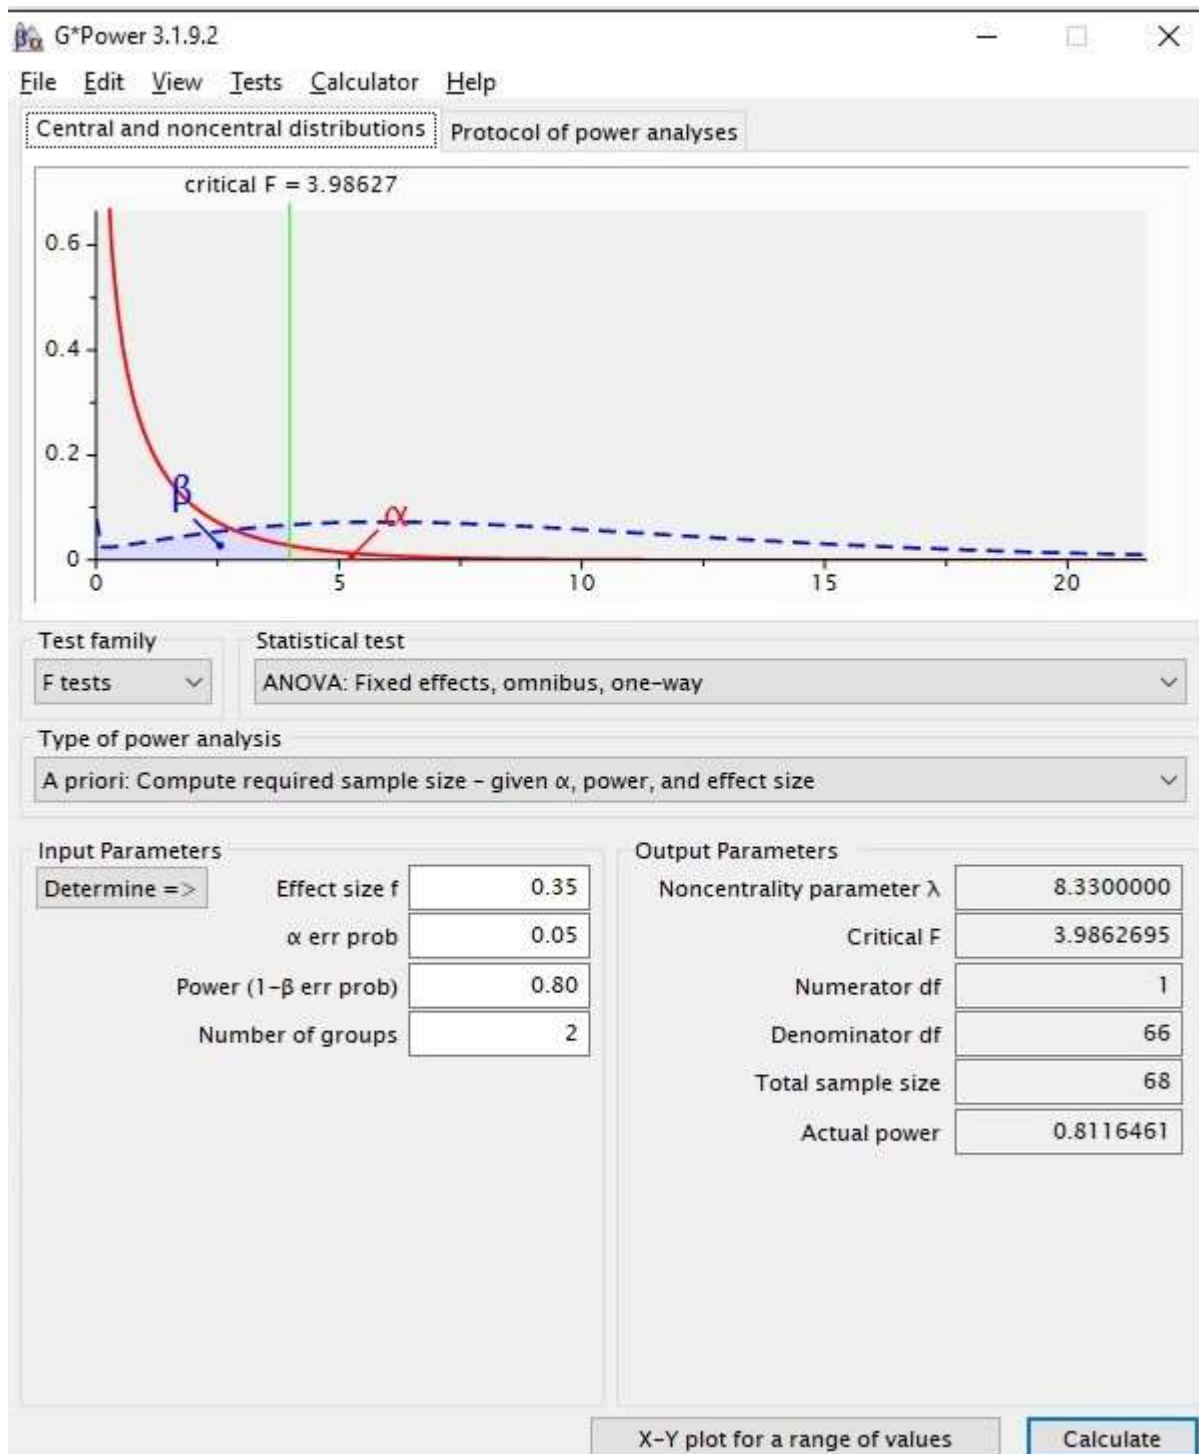 G*Power 3.1.9.2
File Edit View Tests Calculator Help
Central and noncentral distributions Protocol of power analyses
critical F = 3.98627
0.6
0.4
0.2
0
β
α
0 5 10 15 20
Test family
Statistical test
F tests
ANOVA: Fixed effects, omnibus, one-way
Type of power analysis
A priori: Compute required sample size - given α, power, and effect size
Input Parameters
Determine => Effect size f 0.35
α err prob 0.05
Power (1-β err prob) 0.80
Number of groups 2
Output Parameters
Noncentrality parameter λ 8.3300000
Critical F 3.9862695
Numerator df 1
Denominator df 66
Total sample size 68
Actual power 0.8116461
X-Y plot for a range of values Calculate